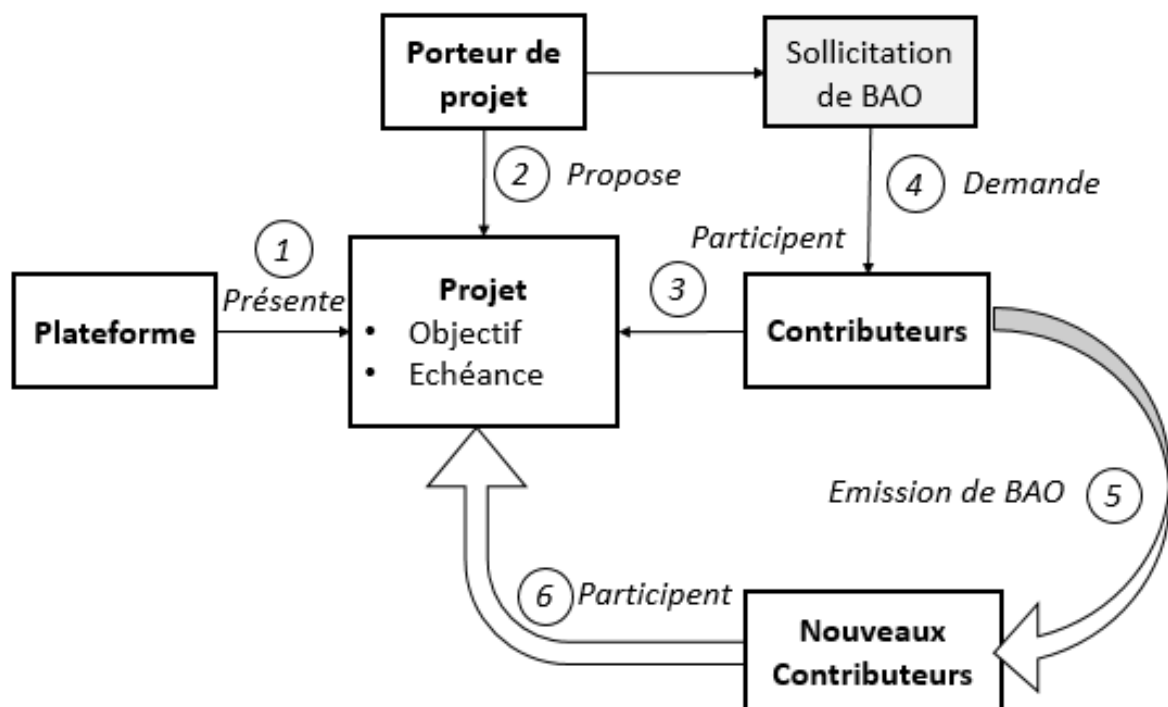 Porteur de
projet
Sollicitation
de BAO
2 Propose
4 Demande
1
Présente
Participent
3
Plateforme
Projet
• Objectif
• Echéance
Contributeurs
Emission de BAO 5
6 Participent
Nouveaux
Contributeurs